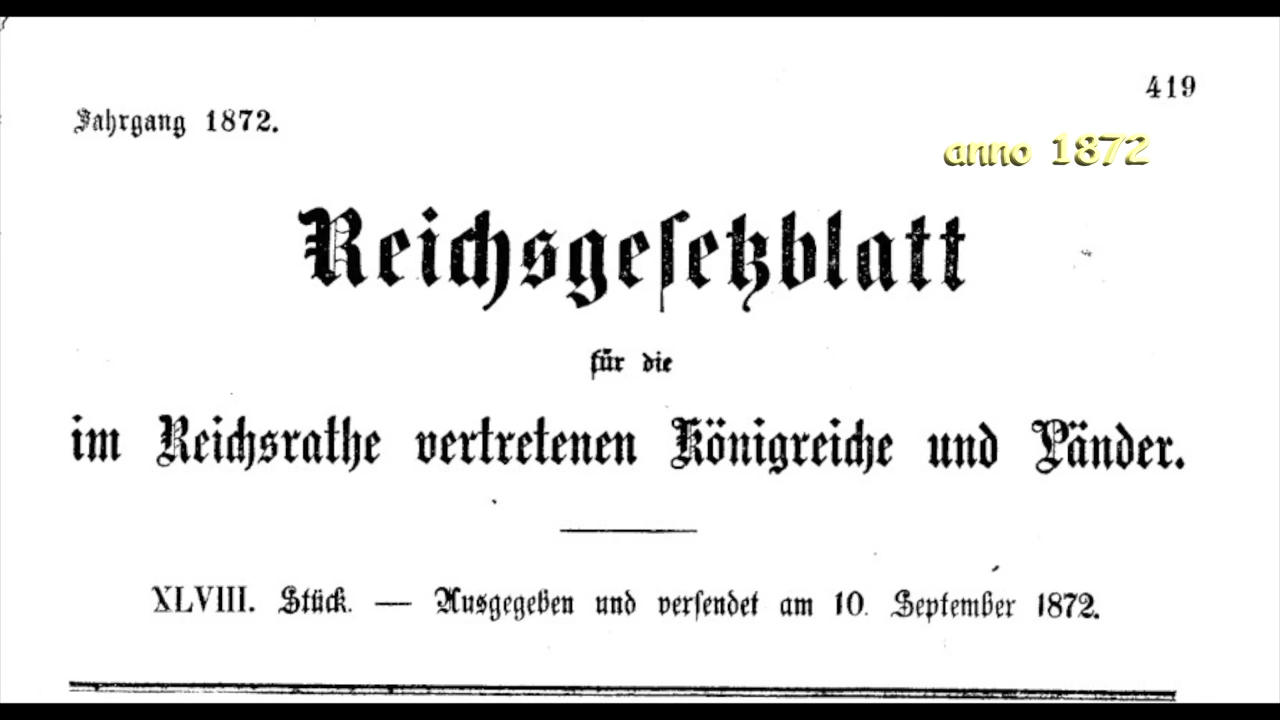 419
Jahrgang 1872.
anno 1872
Reichsgesetzblatt
für die
im Reichsrathe vertretenen Königreiche und Länder.
XLVIII. Stück. — Ausgegeben und versendet am 10. September 1872.